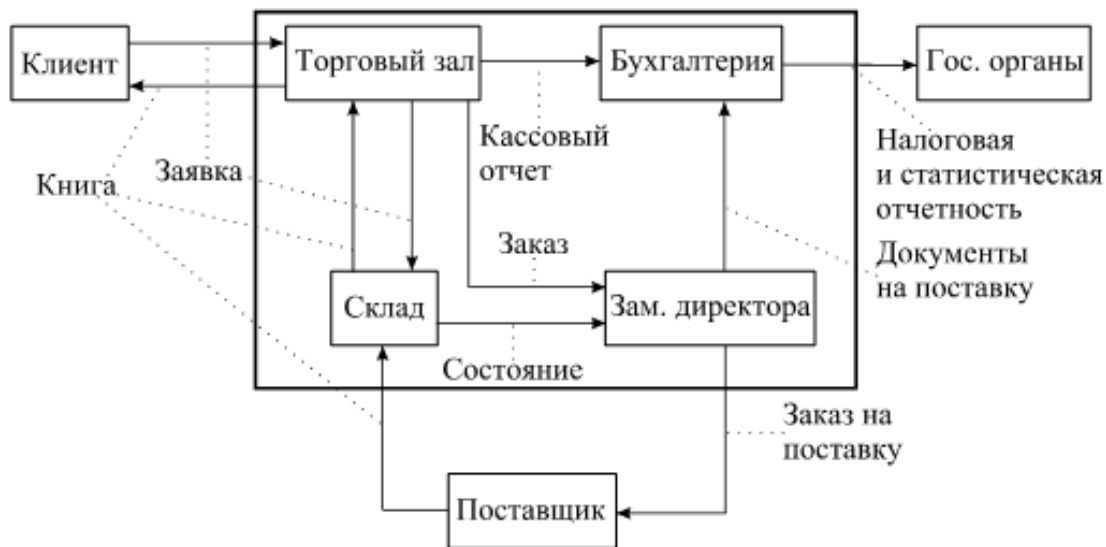 Клиент
Торговый зал
Бухгалтерия
Гос. органы
Кассовый
отчет
Налоговая
и статистическая
отчетность
Заявка
Книга
Заказ
Документы
на поставку
Склад
Зам. директора
Состояние
Заказ на
поставку
Поставщик